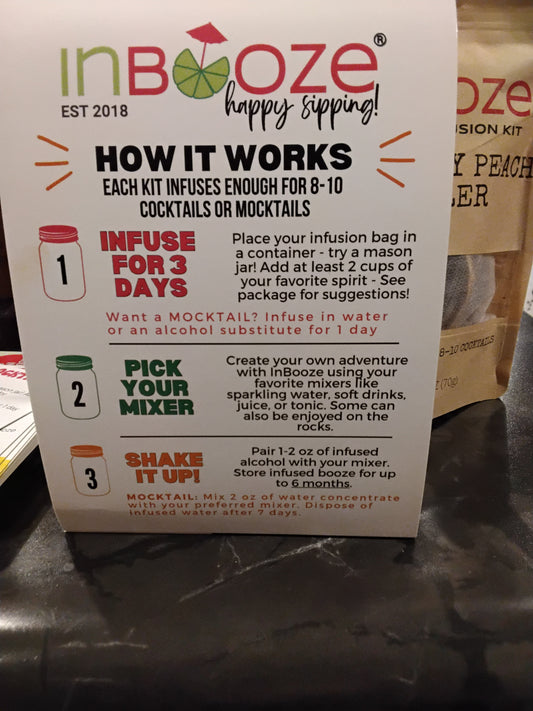 INBOOZE®
EST 2018
happy sipping!
HOW IT WORKS
EACH KIT INFUSES ENOUGH FOR 8-10
COCKTAILS OR MOCKTAILS
1
INFUSE
FOR 3
DAYS
Place your infusion bag in
a container - try a mason
jar! Add at least 2 cups of
your favorite spirit - See
package for suggestions!
Want a MOCKTAIL? Infuse in water
or an alcohol substitute for 1 day
2
PICK
YOUR
MIXER
Create your own adventure
with InBooze using your
favorite mixers like
sparkling water, soft drinks,
juice, or tonic. Some can
also be enjoyed on the
rocks.
3
SHAKE
IT UP!
Pair 1-2 oz of infused
alcohol with your mixer.
Store infused booze for up
to 6 months.
MOCKTAIL: Mix 2 oz of water concentrate
with your preferred mixer. Dispose of
infused water after 7 days.
OZE
SION KIT
Y PEACH
LER
8-10 COCKTAILS
(70g)